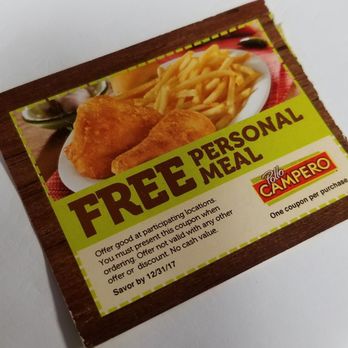 FREE PERSONAL
MEAL
Pollo
CAMPERO
Offer good at participating locations.
You must present this coupon when
ordering. Offer not valid with any other
offer or discount. No cash value.
Savor by 12/31/17
One coupon per purchase